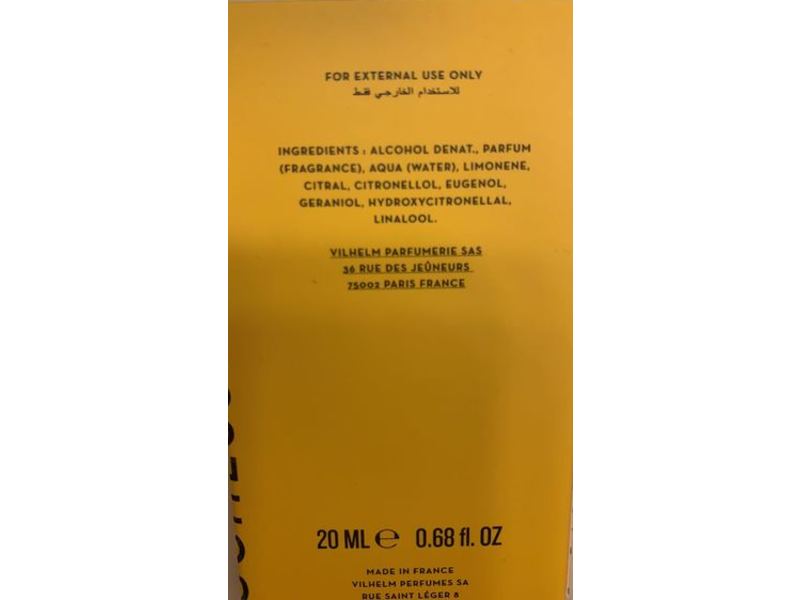 FOR EXTERNAL USE ONLY
للاستخدام الخارجي فقط
INGREDIENTS : ALCOHOL DENAT., PARFUM
(FRAGRANCE), AQUA (WATER), LIMONENE,
CITRAL, CITRONELLOL, EUGENOL,
GERANIOL, HYDROXYCITRONELLAL,
LINALOOL.
VILHELM PARFUMERIE SAS
36 RUE DES JEÛNEURS
75002 PARIS FRANCE
20 ML ℮ 0.68 fl. OZ
MADE IN FRANCE
VILHELM PERFUMES SA
RUE SAINT LÉGER 8